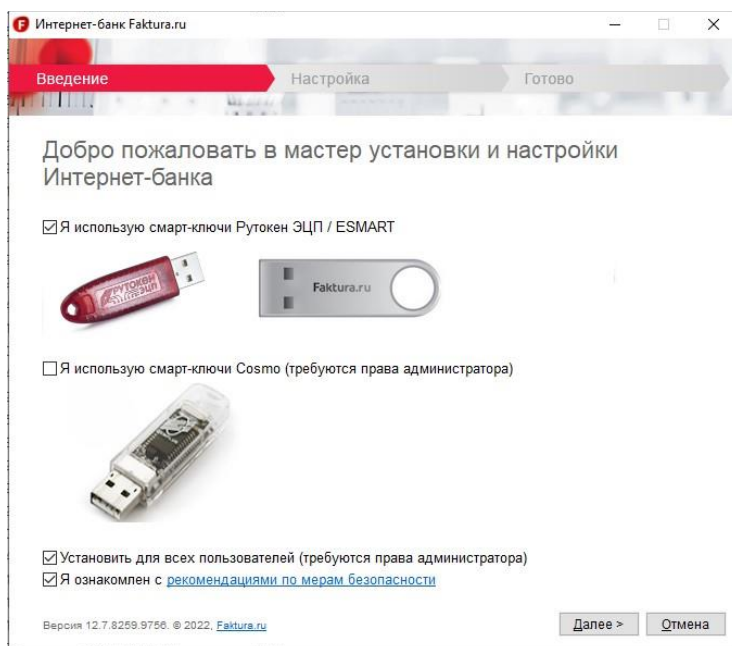 Интернет-банк Faktura.ru
Введение
Настройка
Готово
Добро пожаловать в мастер установки и настройки
Интернет-банка
Я использую смарт-ключи Рутокен ЭЦП / ESMART
РУТОКЕН
ЭЦП
Faktura.ru
Я использую смарт-ключи Cosmo (требуются права администратора)
Установить для всех пользователей (требуются права администратора)
Я ознакомлен с рекомендациями по мерам безопасности
Версия 12.7.8259.9756. © 2022, Faktura.ru
Далее >
Отмена